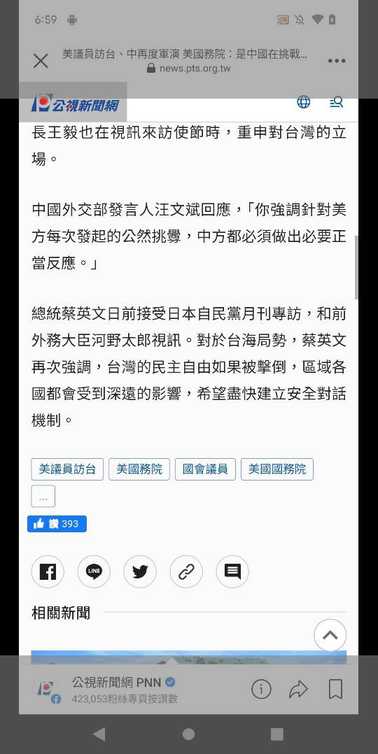 6:59
美議員訪台、中再度軍演 美國務院：是中國在挑戰...
news.pts.org.tw
公視新聞網
長王毅也在視訊來訪使節時，重申對台灣的立
場。
中國外交部發言人汪文斌回應，「你強調針對美
方每次發起的公然挑釁，中方都必須做出必要正
當反應。」
總統蔡英文日前接受日本自民黨月刊專訪，和前
外務大臣河野太郎視訊。對於台海局勢，蔡英文
再次強調，台灣的民主自由如果被擊倒，區域各
國都會受到深遠的影響，希望盡快建立安全對話
機制。
美議員訪台 美國務院 國會議員 美國國務院
...
讚 393
LINE
相關新聞
公視新聞網 PNN
423,053粉絲專頁按讚數